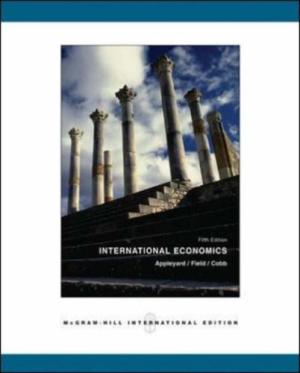 Fifth Edition
INTERNATIONAL ECONOMICS
Appleyard / Field / Cobb
McGRAW-HILL INTERNATIONAL EDITION